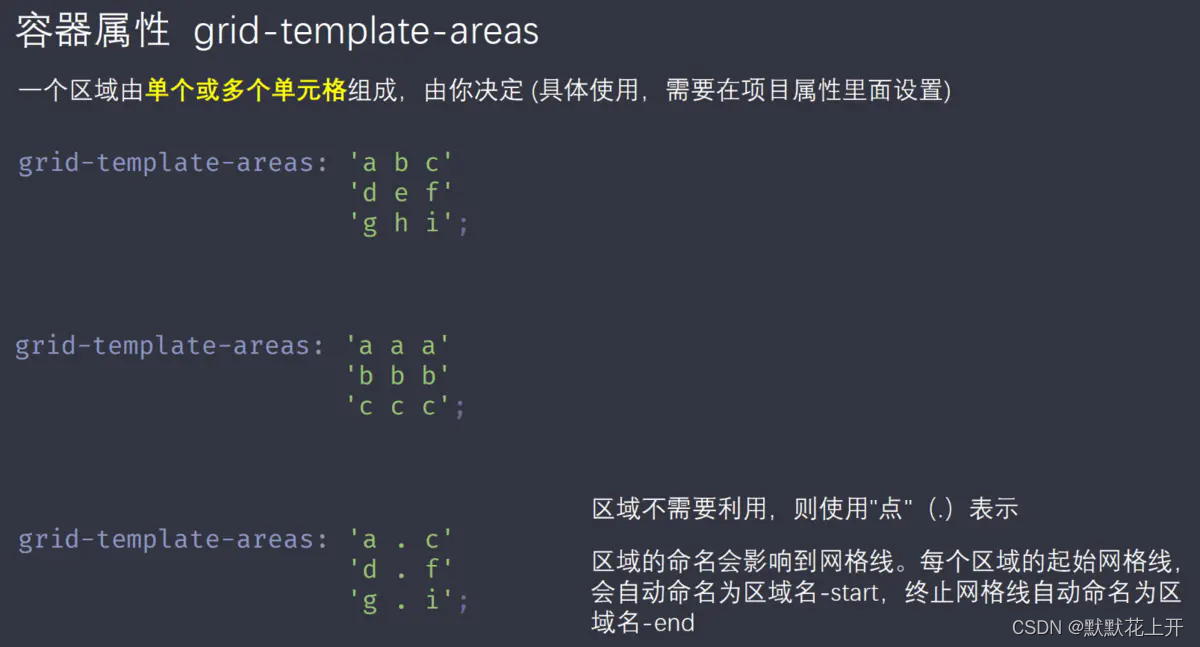 容器属性 grid-template-areas
一个区域由单个或多个单元格组成，由你决定 (具体使用，需要在项目属性里面设置)
grid-template-areas: 'a b c'
'd e f'
'g h i';
grid-template-areas: 'a a a'
'b b b'
'c c c';
grid-template-areas: 'a . c'
'd . f'
'g . i';
区域不需要利用，则使用"点"（.）表示
区域的命名会影响到网格线。每个区域的起始网格线，
会自动命名为区域名-start，终止网格线自动命名为区
域名-end
CSDN @默默花上开